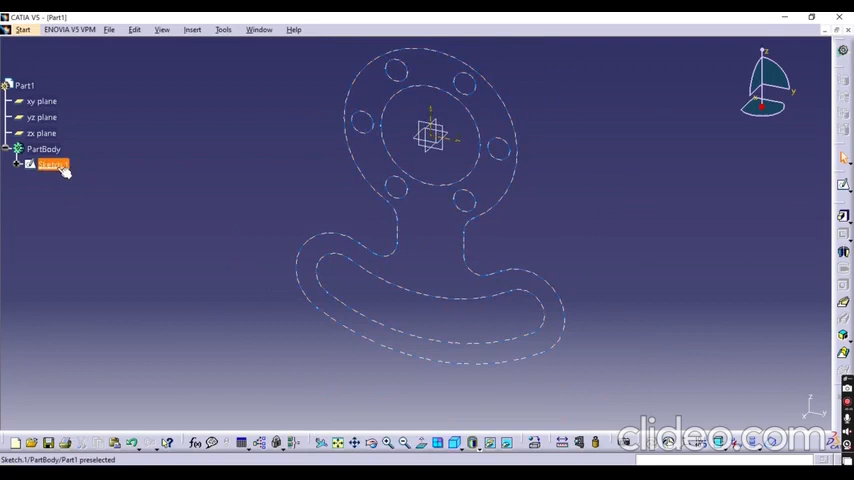 CATIA V5 - [Part1]
Start ENOVIA V5 VPM File Edit View Insert Tools Window Help
Part1
xy plane
yz plane
zx plane
PartBody
Sketch.1
z
y
x
z
y
f(x)
clideo.com
Sketch.1/PartBody/Part1 preselected